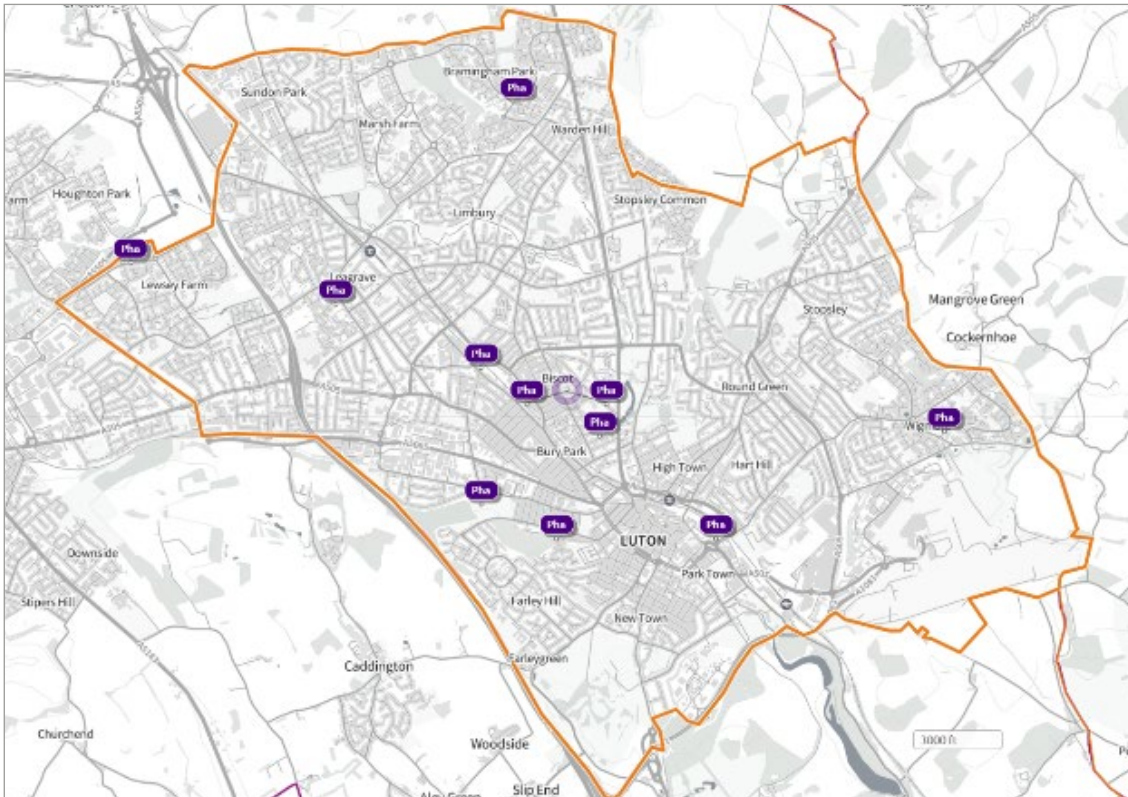 Bramingham Park
Pha
Sundon Park
Marsh Farm
Warden Hill
Houghton Park
Limbury
Stopsley Common
Pha
Lewsey Farm
Leagrave
Pha
Stopsley
Mangrove Green
Cockernhoe
Pha
Biscot
Pha
Pha
Round Green
Pha
Pha
Bury Park
High Town
Hart Hill
Pha
Pha
Pha
LUTON
Downside
Park Town
Stipers Hill
Farley Hill
New Town
Farleygreen
Caddington
Churchend
Woodside
3000 ft
Slip End